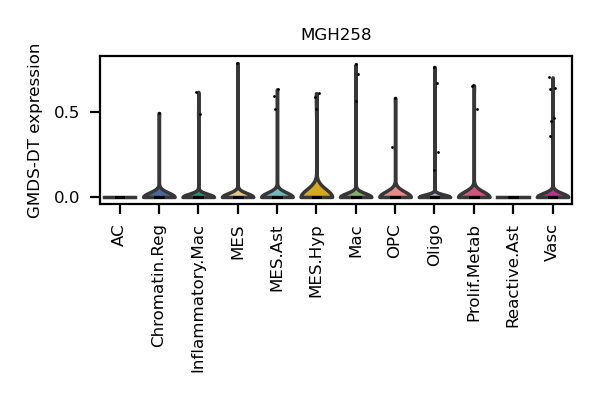 MGH258
GMDS-DT expression
0.5
0.0
AC
Chromatin.Reg
Inflammatory.Mac
MES
MES.Ast
MES.Hyp
Mac
OPC
Oligo
Prolif.Metab
Reactive.Ast
Vasc